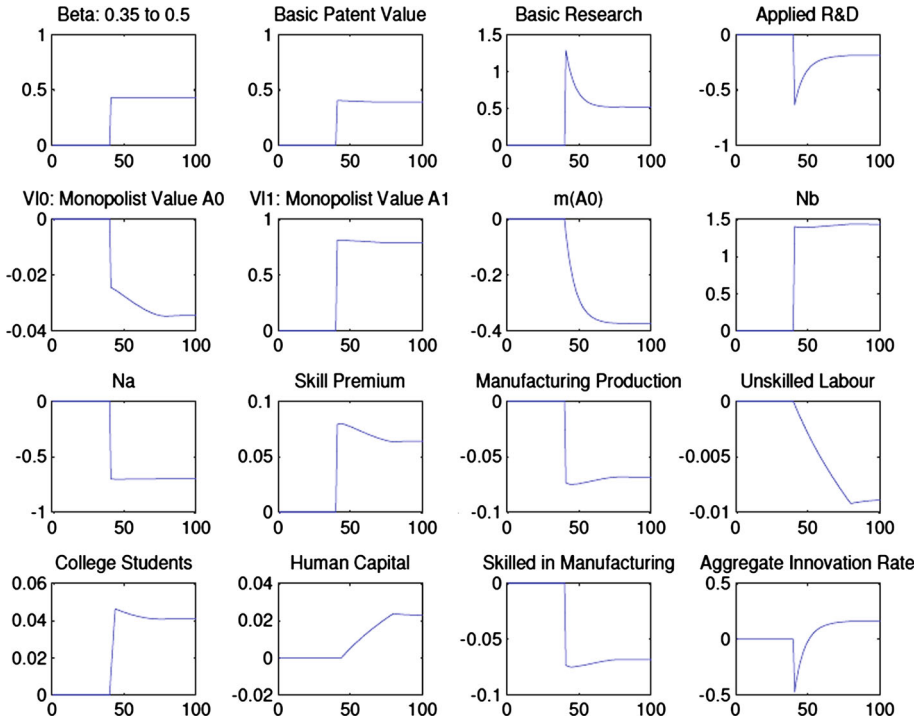 Beta: 0.35 to 0.5
1
0.5
0
0 50 100
Basic Patent Value
1
0.5
0
0 50 100
Basic Research
1.5
1
0.5
0
0 50 100
Applied R&D
0
-0.5
-1
0 50 100
VI0: Monopolist Value A0
0
-0.02
-0.04
0 50 100
VI1: Monopolist Value A1
1
0.5
0
0 50 100
m(A0)
0
-0.2
-0.4
0 50 100
Nb
1.5
1
0.5
0
0 50 100
Na
0
-0.5
-1
0 50 100
Skill Premium
0.1
0.05
0
0 50 100
Manufacturing Production
0
-0.05
-0.1
0 50 100
Unskilled Labour
0
-0.005
-0.01
0 50 100
College Students
0.06
0.04
0.02
0
0 50 100
Human Capital
0.04
0.02
0
-0.02
0 50 100
Skilled in Manufacturing
0
-0.05
-0.1
0 50 100
Aggregate Innovation Rate
0.5
0
-0.5
0 50 100